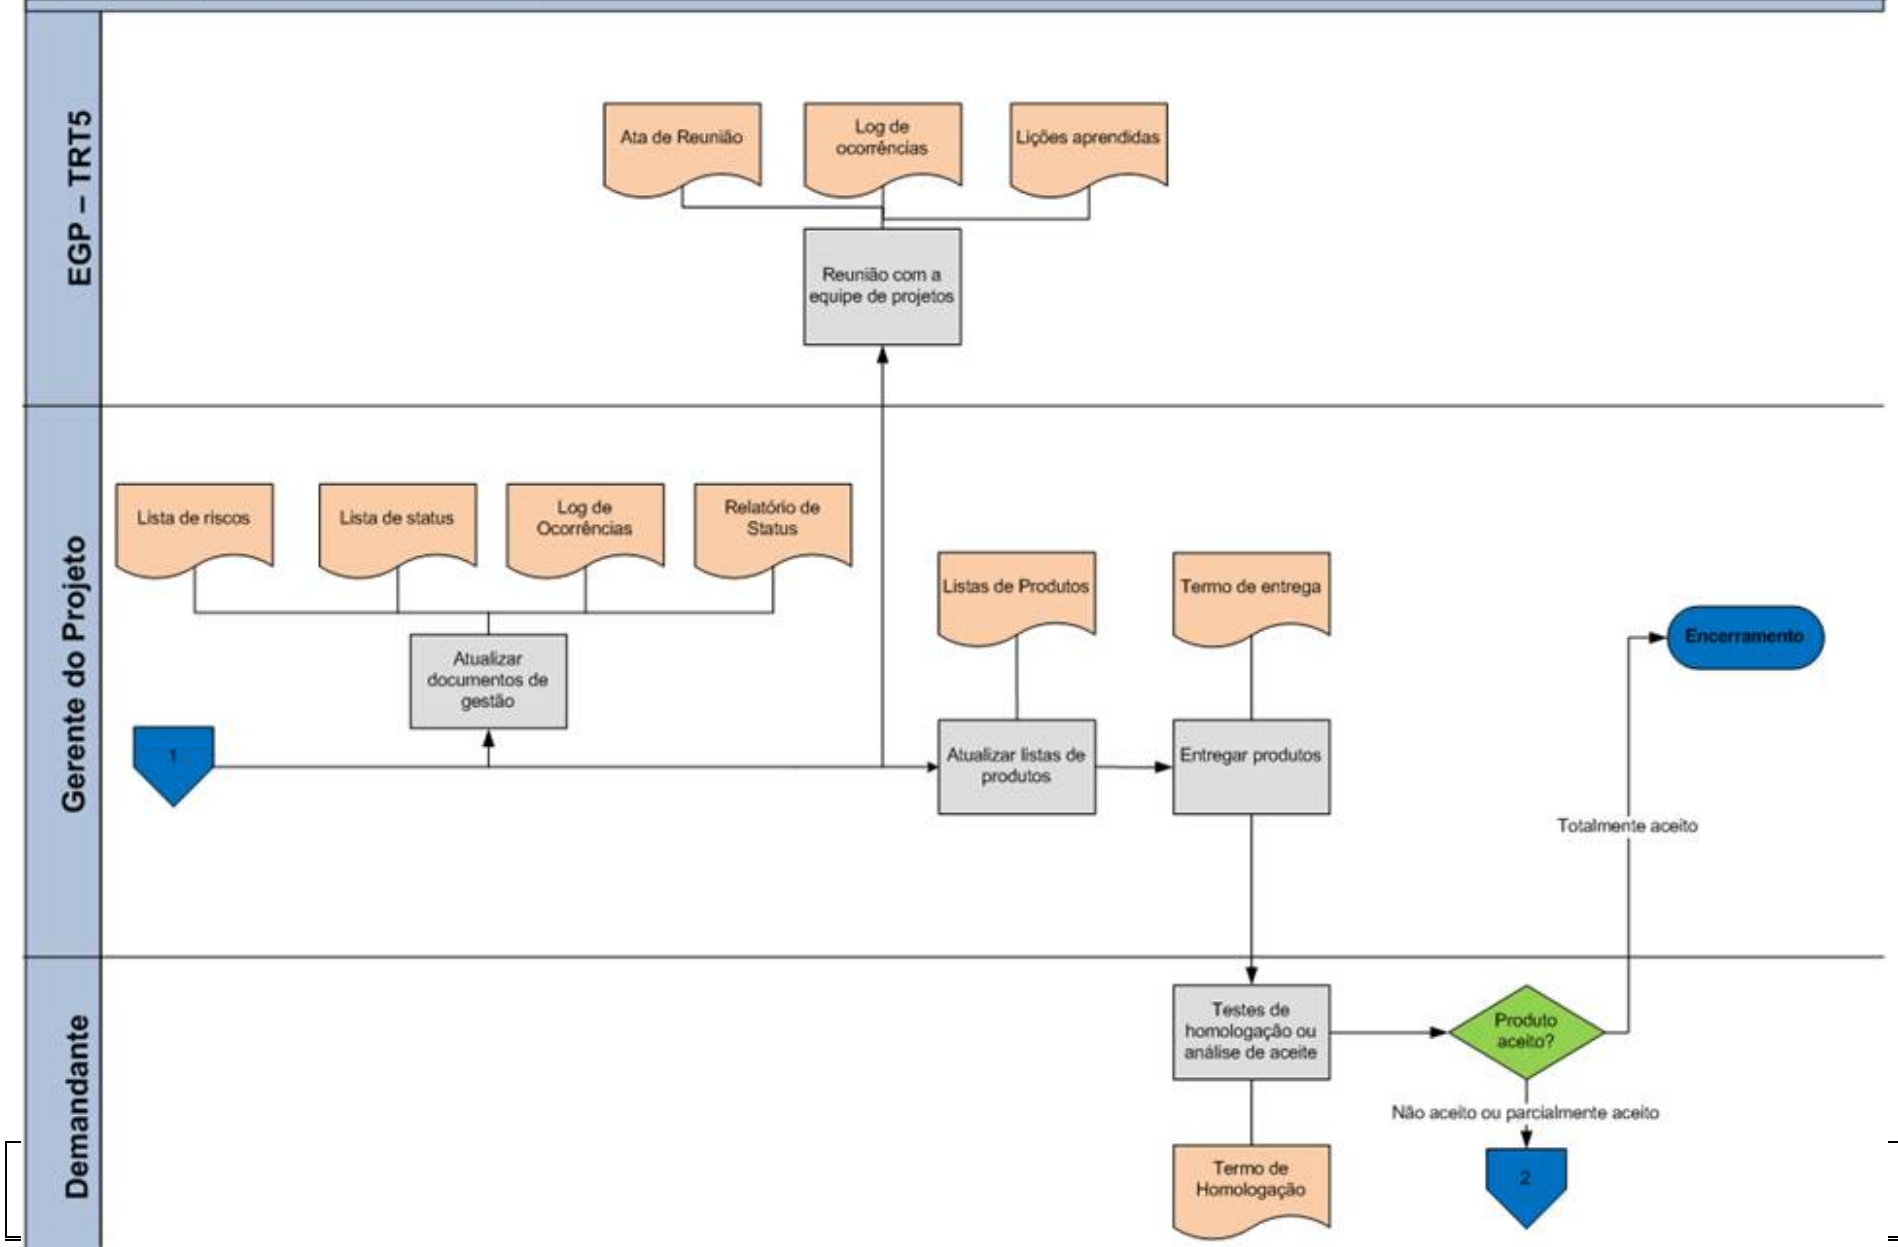 EGP – TRT5
Ata de Reunião
Log de
ocorrências
Lições aprendidas
Reunião com a
equipe de projetos
Gerente do Projeto
Lista de riscos
Lista de status
Log de
Ocorrências
Relatório de
Status
Atualizar
documentos de
gestão
1
Listas de Produtos
Termo de entrega
Atualizar listas de
produtos
Entregar produtos
Encerramento
Totalmente aceito
Demandante
Testes de
homologação ou
análise de aceite
Produto
aceito?
Não aceito ou parcialmente aceito
Termo de
Homologação
2